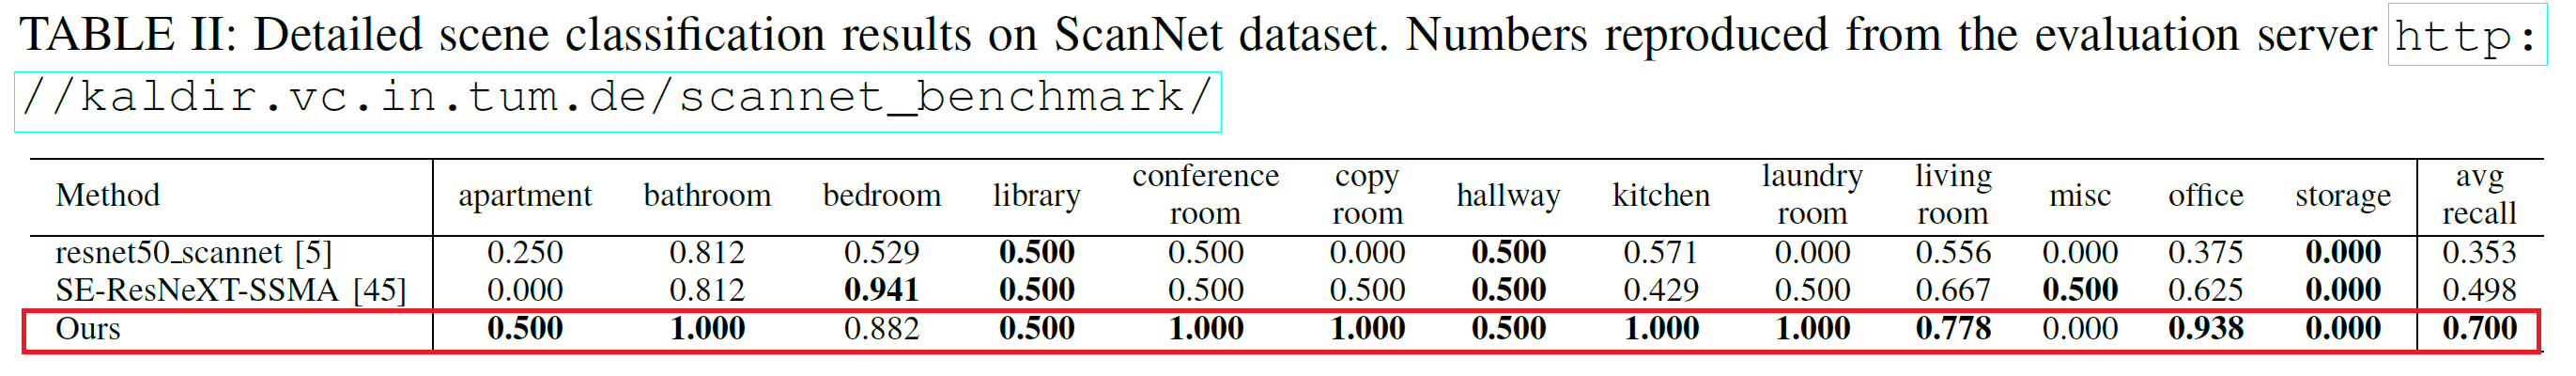 TABLE II: Detailed scene classification results on ScanNet dataset. Numbers reproduced from the evaluation server http:
//kaldir.vc.in.tum.de/scannet_benchmark/
Method apartment bathroom bedroom library conference room copy room hallway kitchen laundry room living room misc office storage avg recall
resnet50_scannet [5] 0.250 0.812 0.529 0.500 0.500 0.000 0.500 0.571 0.000 0.556 0.000 0.375 0.000 0.353
SE-ResNeXT-SSMA [45] 0.000 0.812 0.941 0.500 0.500 0.500 0.500 0.429 0.500 0.667 0.500 0.625 0.000 0.498
Ours 0.500 1.000 0.882 0.500 1.000 1.000 0.500 1.000 1.000 0.778 0.000 0.938 0.000 0.700